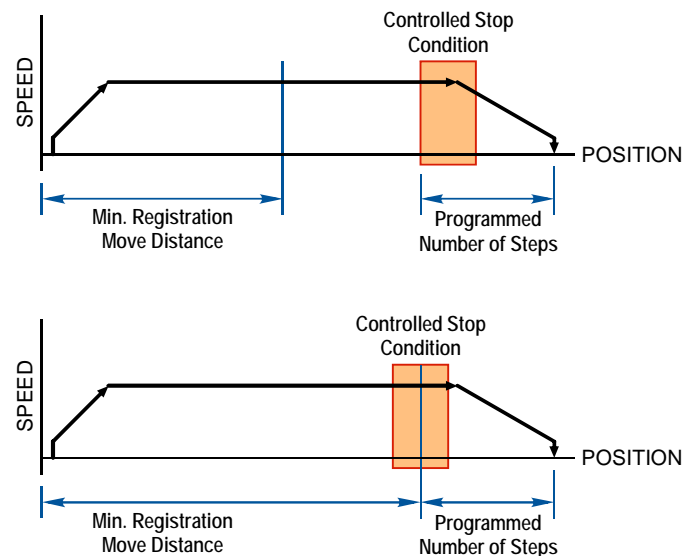 Controlled Stop
Condition
SPEED
POSITION
Min. Registration
Move Distance
Programmed
Number of Steps
Controlled Stop
Condition
SPEED
POSITION
Min. Registration
Move Distance
Programmed
Number of Steps